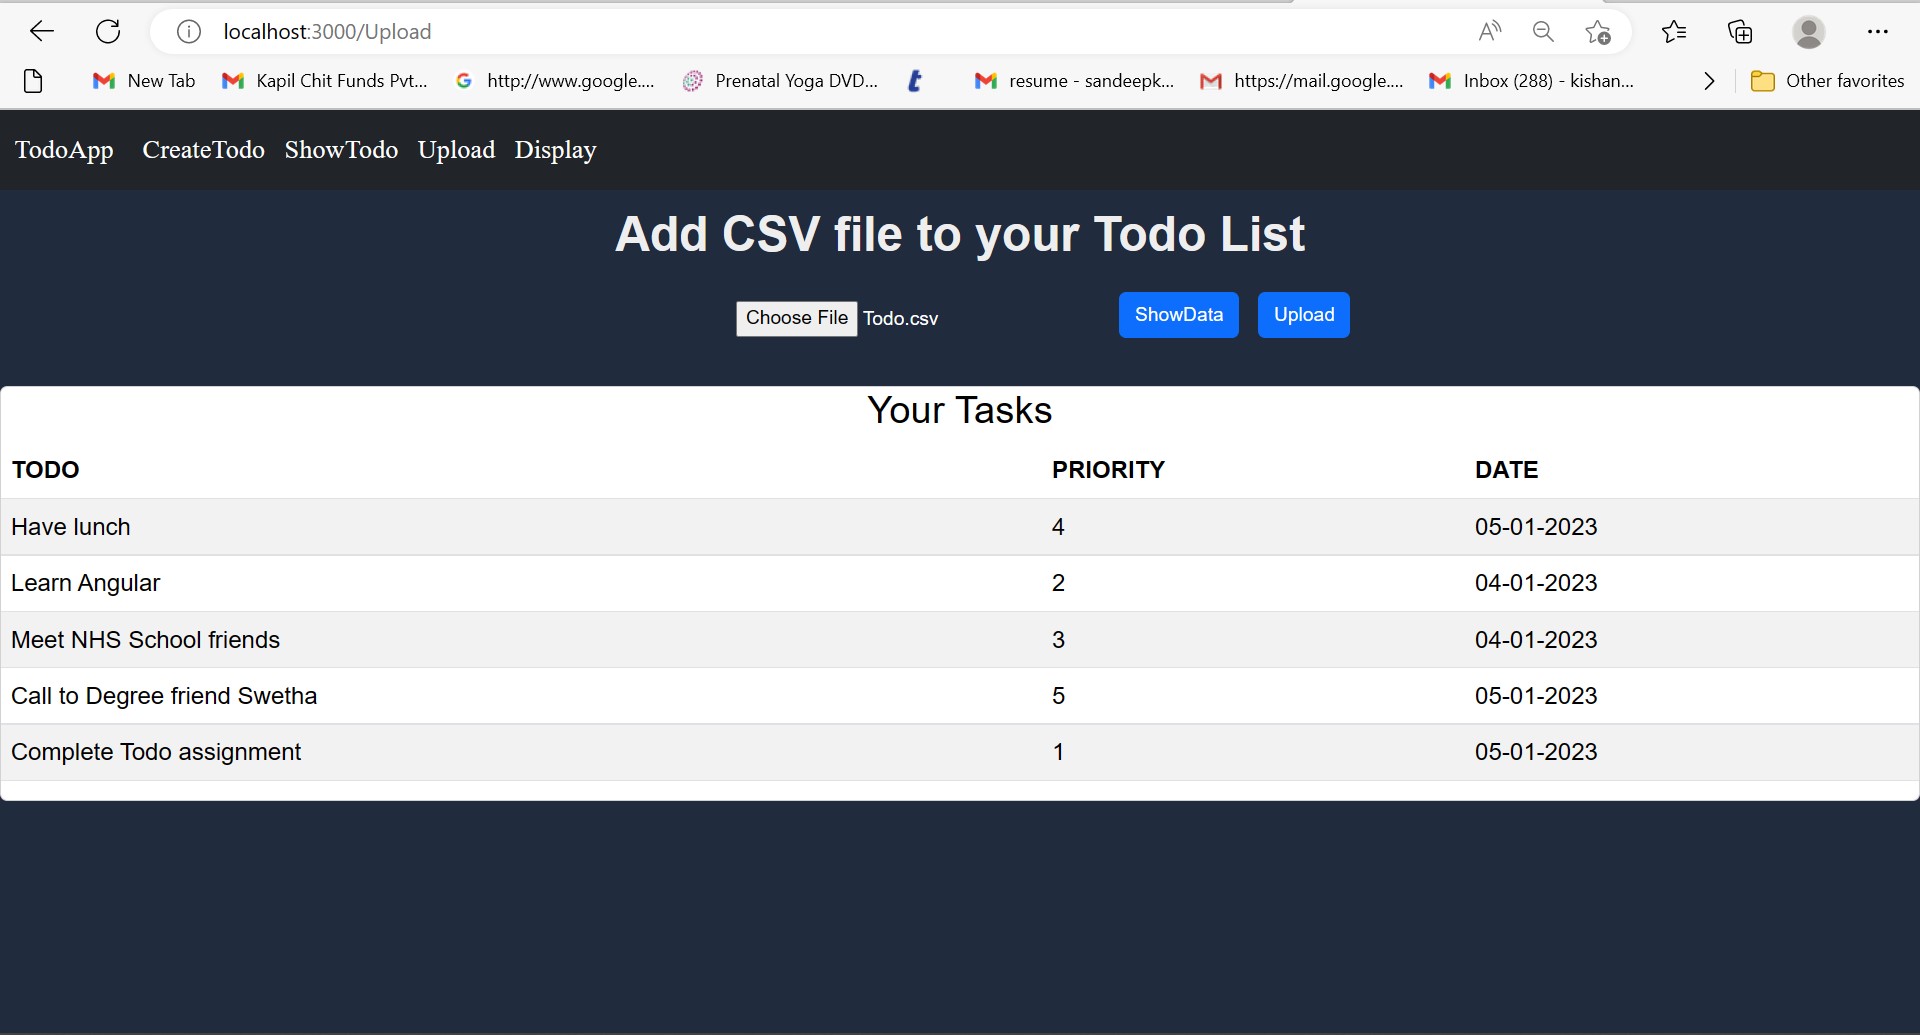 localhost:3000/Upload
New Tab Kapil Chit Funds Pvt... http://www.google.... Prenatal Yoga DVD... t resume - sandeepk... https://mail.google.... Inbox (288) - kishan... Other favorites
TodoApp CreateTodo ShowTodo Upload Display
Add CSV file to your Todo List
Choose File Todo.csv ShowData Upload
Your Tasks
TODO PRIORITY DATE
Have lunch 4 05-01-2023
Learn Angular 2 04-01-2023
Meet NHS School friends 3 04-01-2023
Call to Degree friend Swetha 5 05-01-2023
Complete Todo assignment 1 05-01-2023